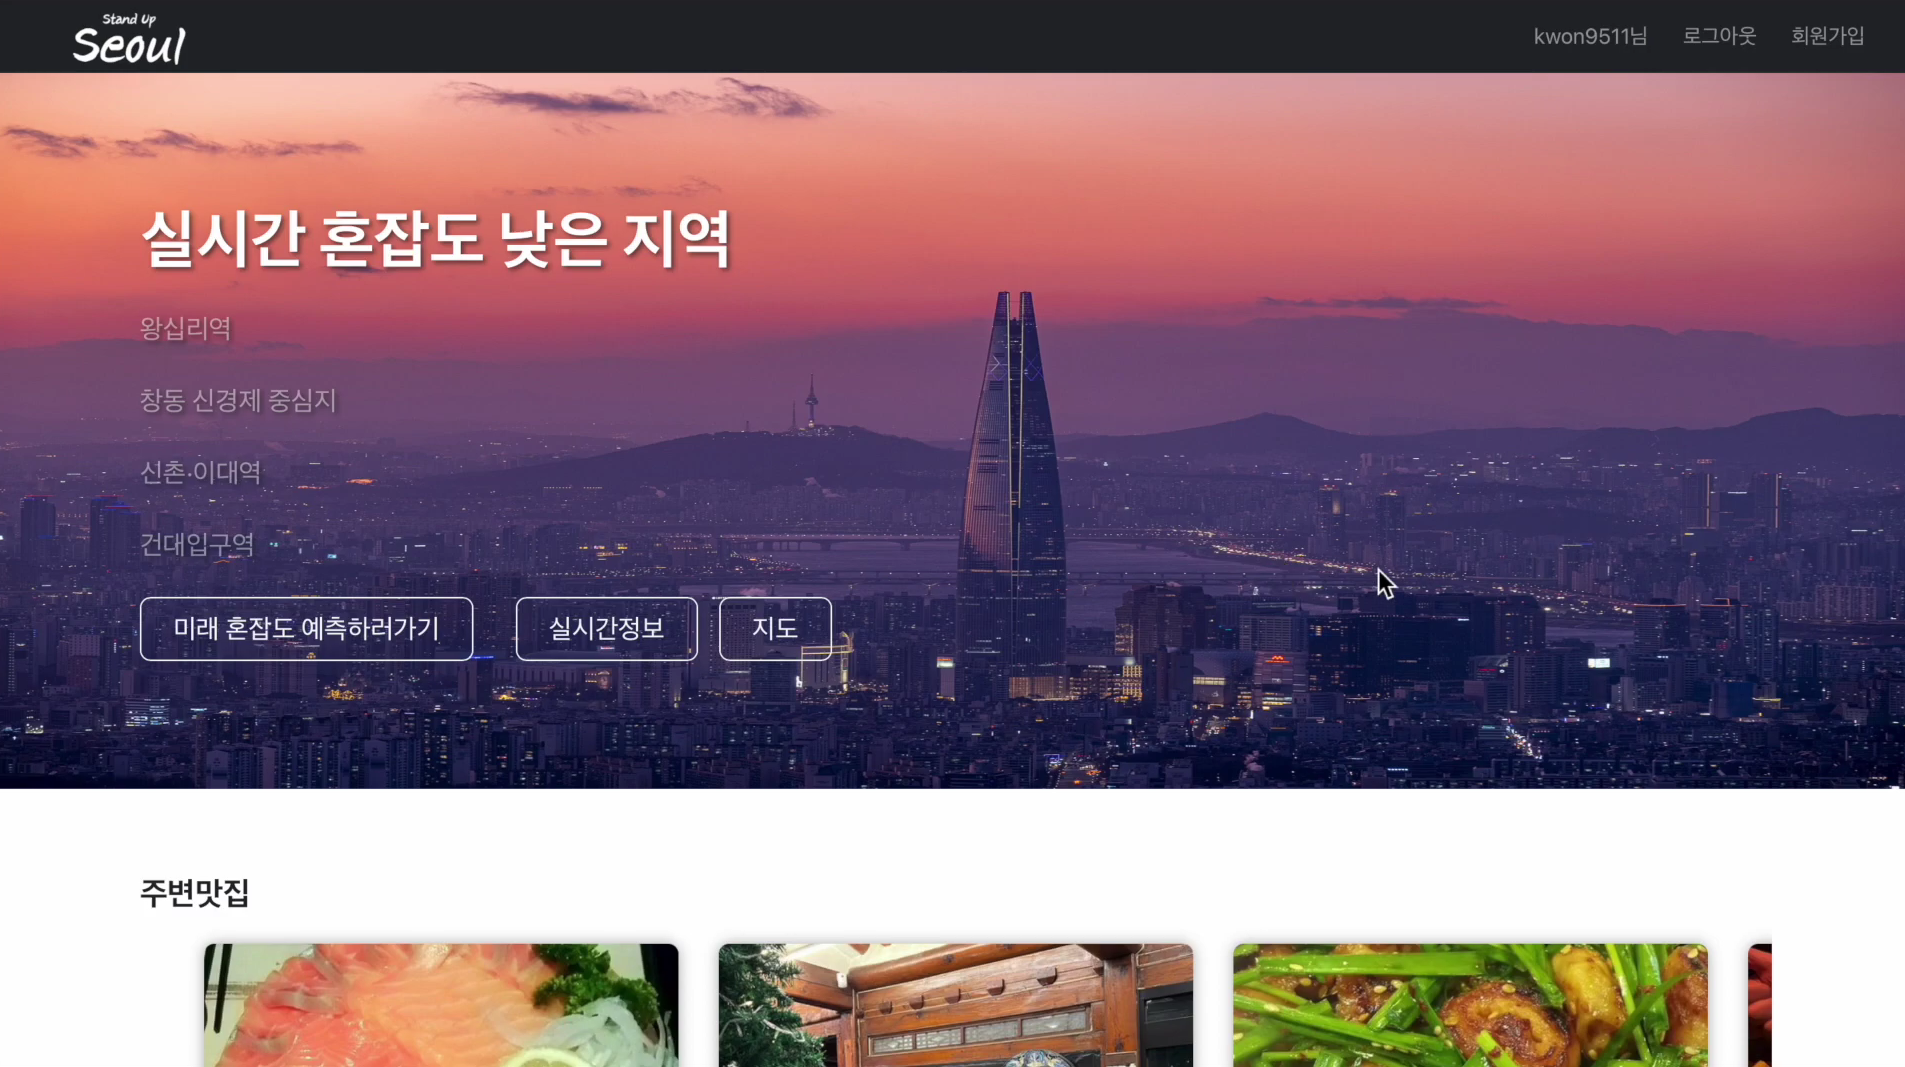 Stand Up
Seoul
kwon9511님 로그아웃 회원가입
실시간 혼잡도 낮은 지역
왕십리역
창동 신경제 중심지
신촌·이대역
건대입구역
미래 혼잡도 예측하러가기 실시간정보 지도
주변맛집